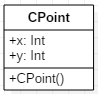 CPoint
+x: Int
+y: Int
+CPoint()